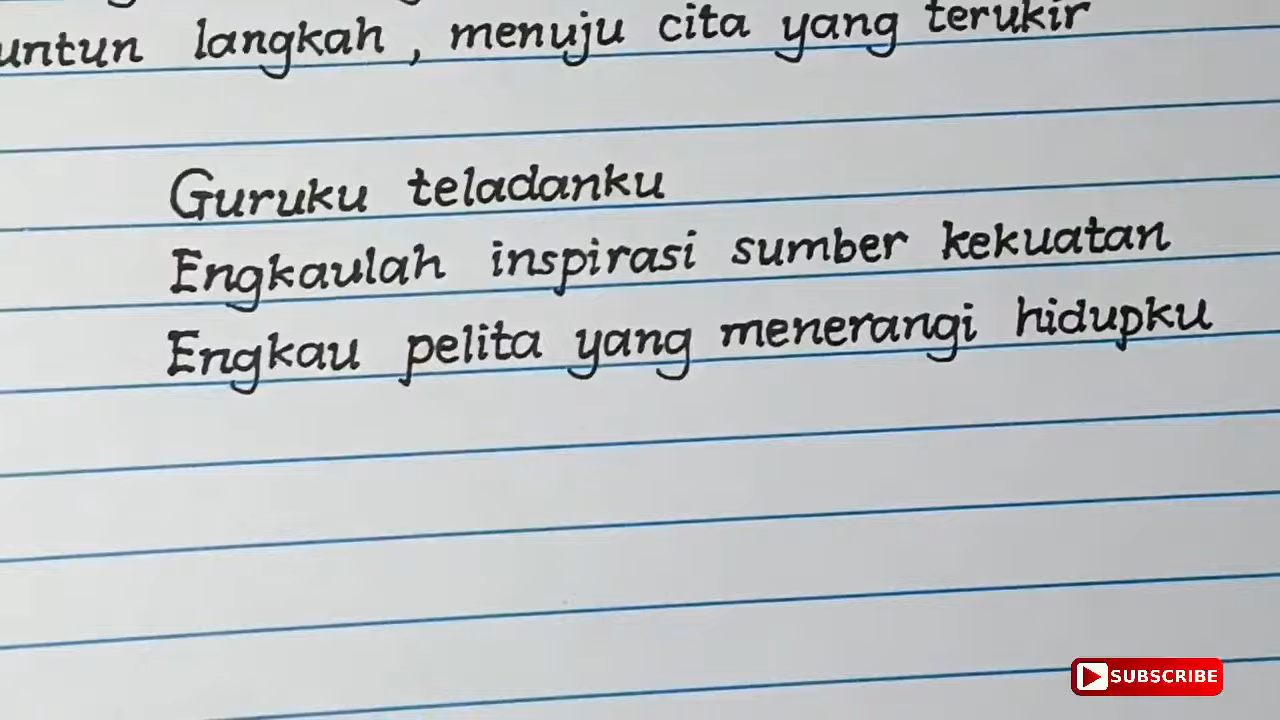 untun langkah, menuju cita yang terukir
Guruku teladanku
Engkaulah inspirasi sumber kekuatan
Engkau pelita yang menerangi hidupku
SUBSCRIBE